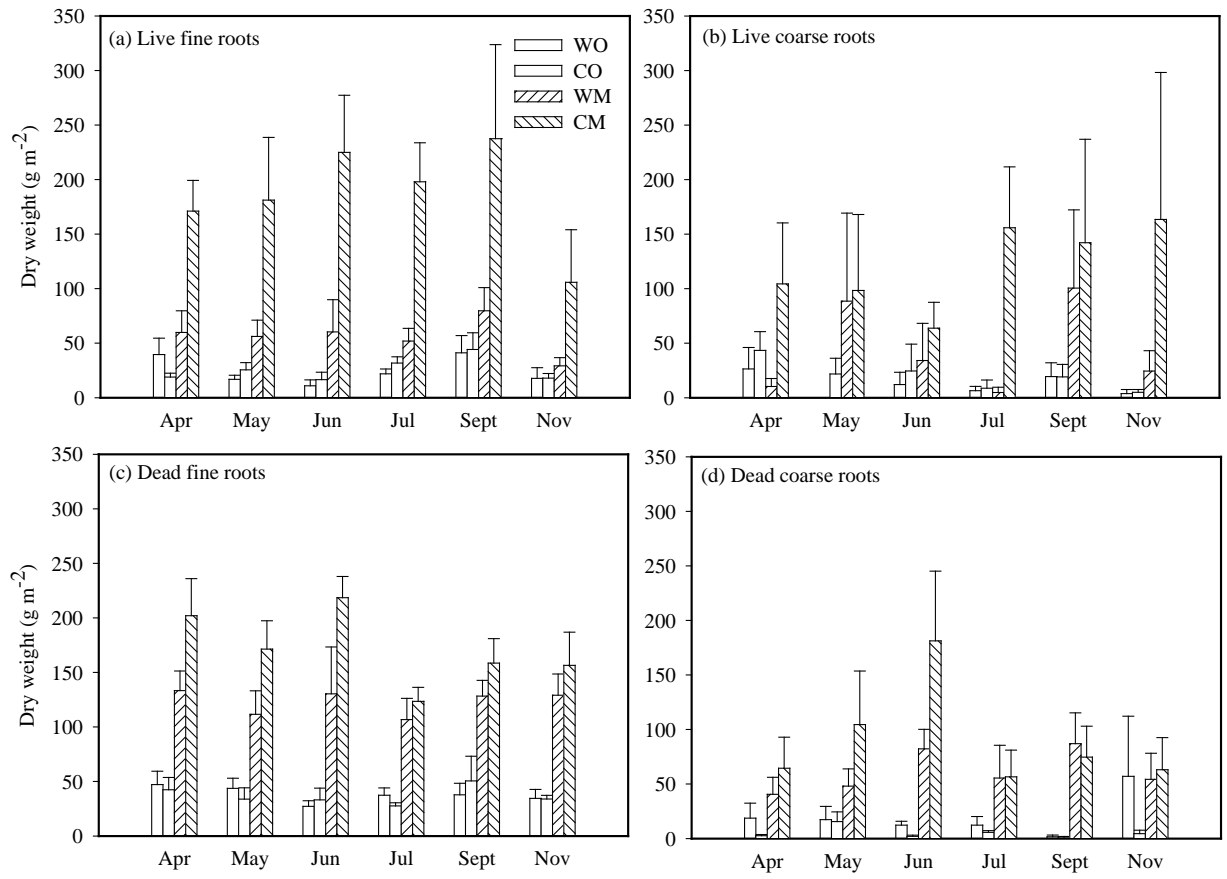 350
300
250
200
150
100
50
0
Dry weight (g m-2)
(a) Live fine roots
WO
CO
WM
CM
Apr May Jun Jul Sept Nov
350
300
250
200
150
100
50
0
(b) Live coarse roots
Apr May Jun Jul Sept Nov
350
300
250
200
150
100
50
0
Dry weight (g m-2)
(c) Dead fine roots
Apr May Jun Jul Sept Nov
350
300
250
200
150
100
50
0
(d) Dead coarse roots
Apr May Jun Jul Sept Nov